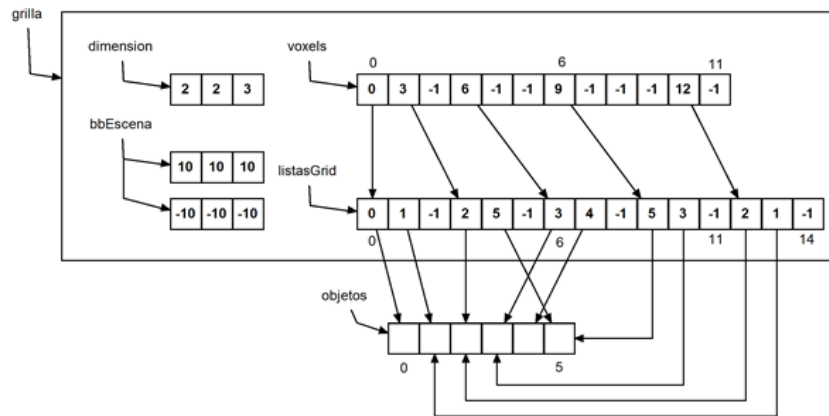 grilla
dimension
2 2 3
voxels
0 6 11
0 3 -1 6 -1 -1 9 -1 -1 -1 12 -1
bbEscena
10 10 10
-10 -10 -10
listasGrid
0 1 -1 2 5 -1 3 4 -1 5 3 -1 2 1 -1
0 6 11 14
objetos
0 5